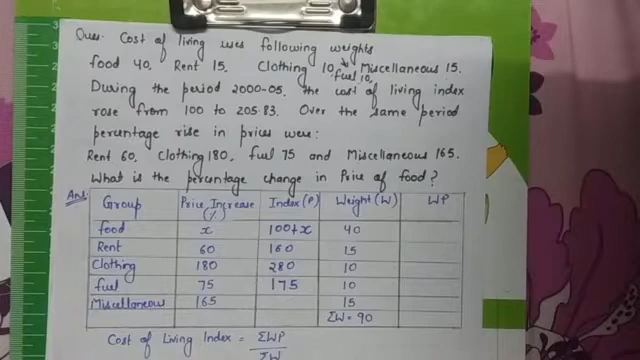 Ques. Cost of living uses following weights
food 40, Rent 15, Clothing 10, Miscellaneous 15.
fuel 10,
During the period 2000-05, the cost of living index
rose from 100 to 205.83. Over the same period
percentage rise in prices were:
Rent 60, Clothing 180, fuel 75 and Miscellaneous 165.
What is the percentage change in Price of food?
Ans:
Group Price Increase (%) Index (P) Weight (W) WP
food x 100+x 40
Rent 60 160 15
Clothing 180 280 10
fuel 75 175 10
Miscellaneous 165 15
ΣW = 90
Cost of Living Index = ΣWP / ΣW